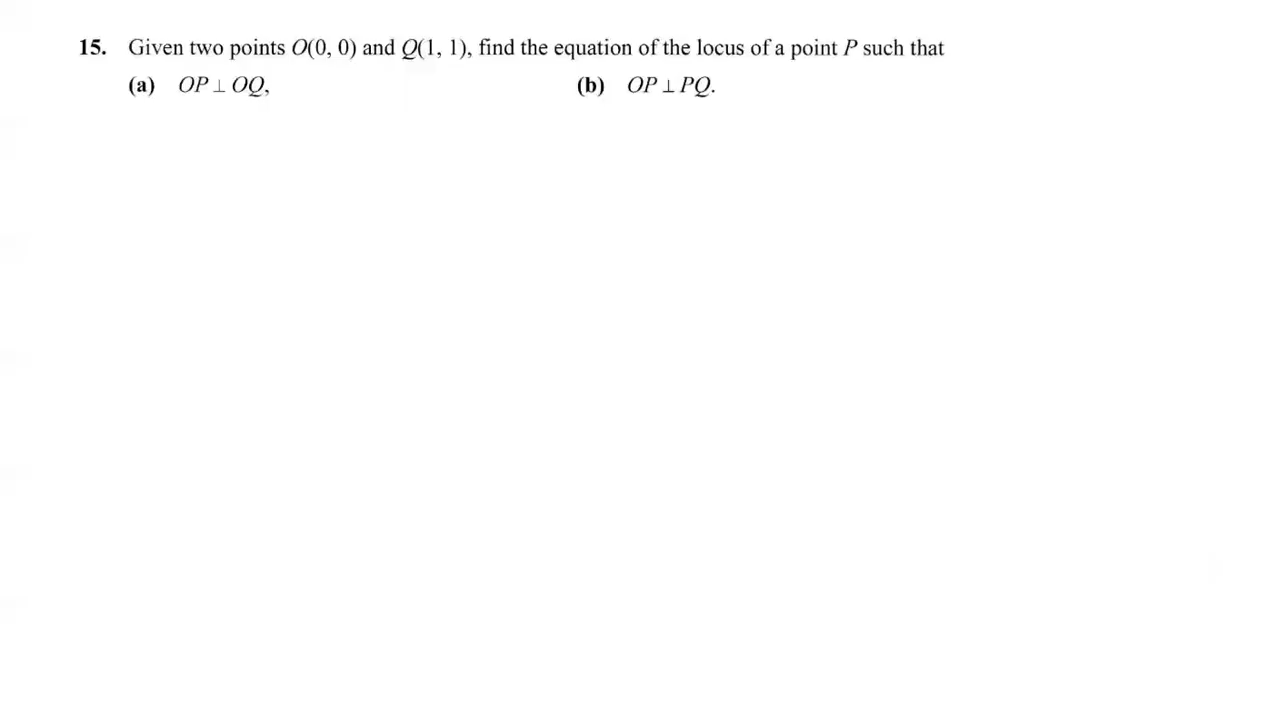 15. Given two points O(0, 0) and Q(1, 1), find the equation of the locus of a point P such that
(a) OP ⊥ OQ, (b) OP ⊥ PQ.